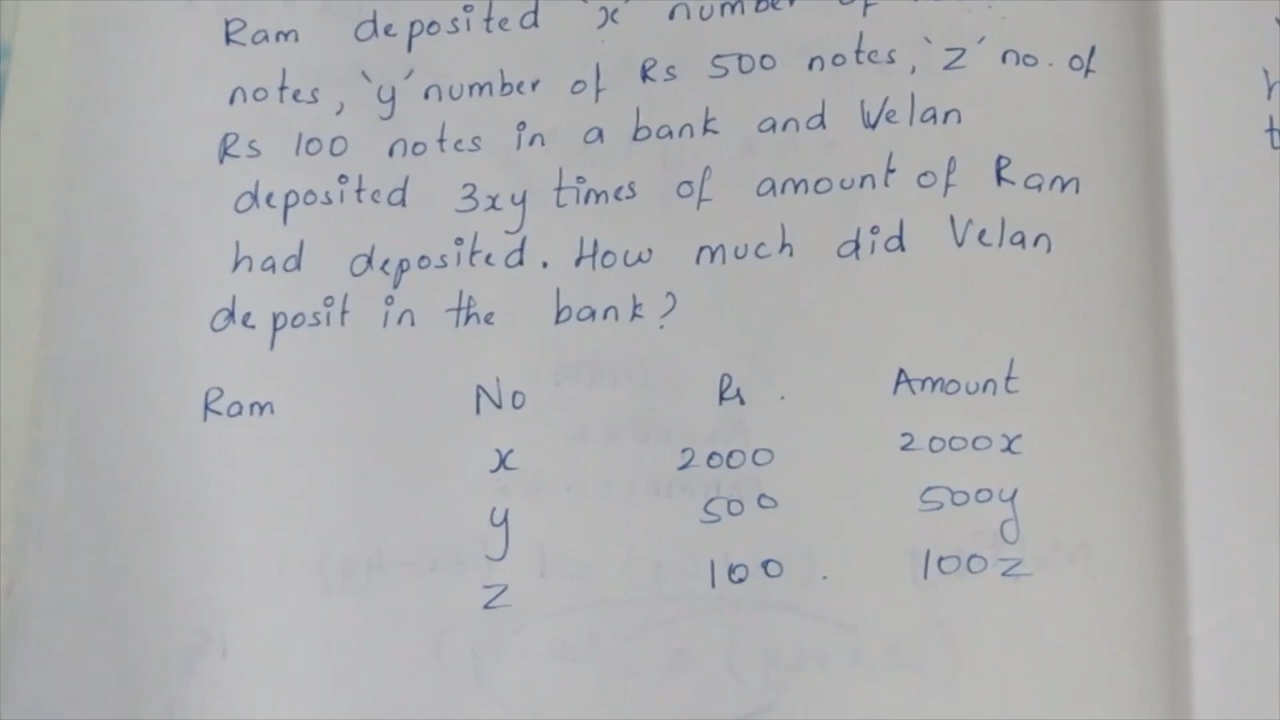 Ram deposited 'x' number of
notes, 'y' number of Rs 500 notes, 'z' no. of
Rs 100 notes in a bank and Velan
deposited 3xy times of amount of Ram
had deposited. How much did Velan
deposit in the bank?
Ram No Rs. Amount
x 2000 2000x
y 500 500y
z 100. 100z